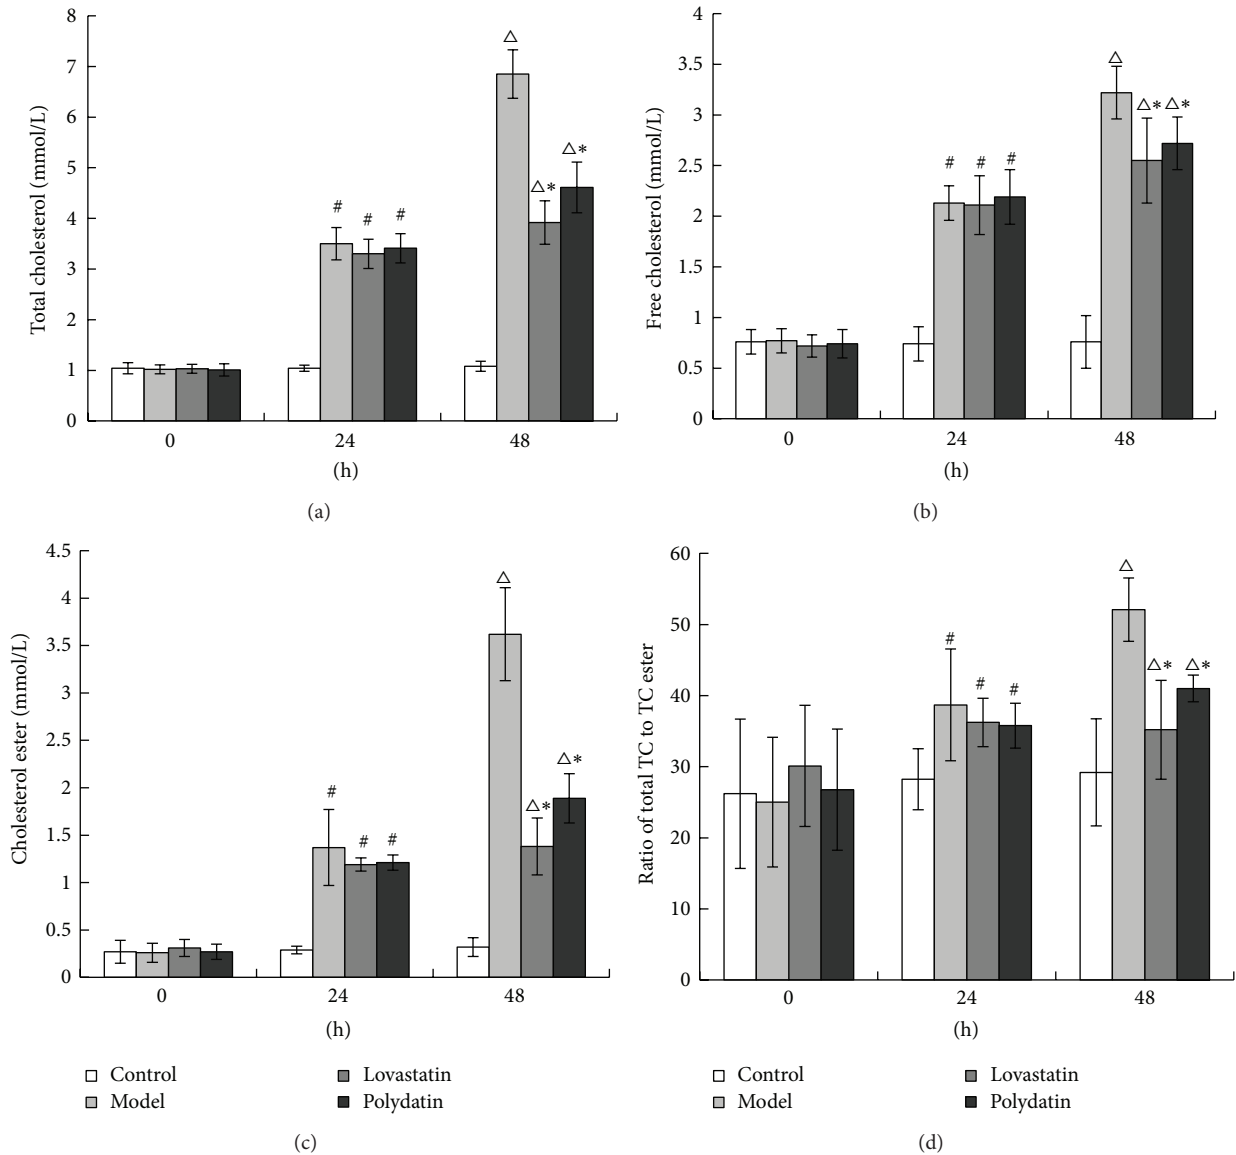 Total cholesterol (mmol/L)
8
7
6
5
4
3
2
1
0
△
# # #
△*
△*
0 24 48
(h)
(a)
Free cholesterol (mmol/L)
4
3.5
3
2.5
2
1.5
1
0.5
0
△
# # #
△* △*
0 24 48
(h)
(b)
Cholesterol ester (mmol/L)
4.5
4
3.5
3
2.5
2
1.5
1
0.5
0
△
# # #
△*
△*
0 24 48
(h)
Control
Model
Lovastatin
Polydatin
(c)
Ratio of total TC to TC ester
60
50
40
30
20
10
0
△
# # #
△* △*
0 24 48
(h)
Control
Model
Lovastatin
Polydatin
(d)